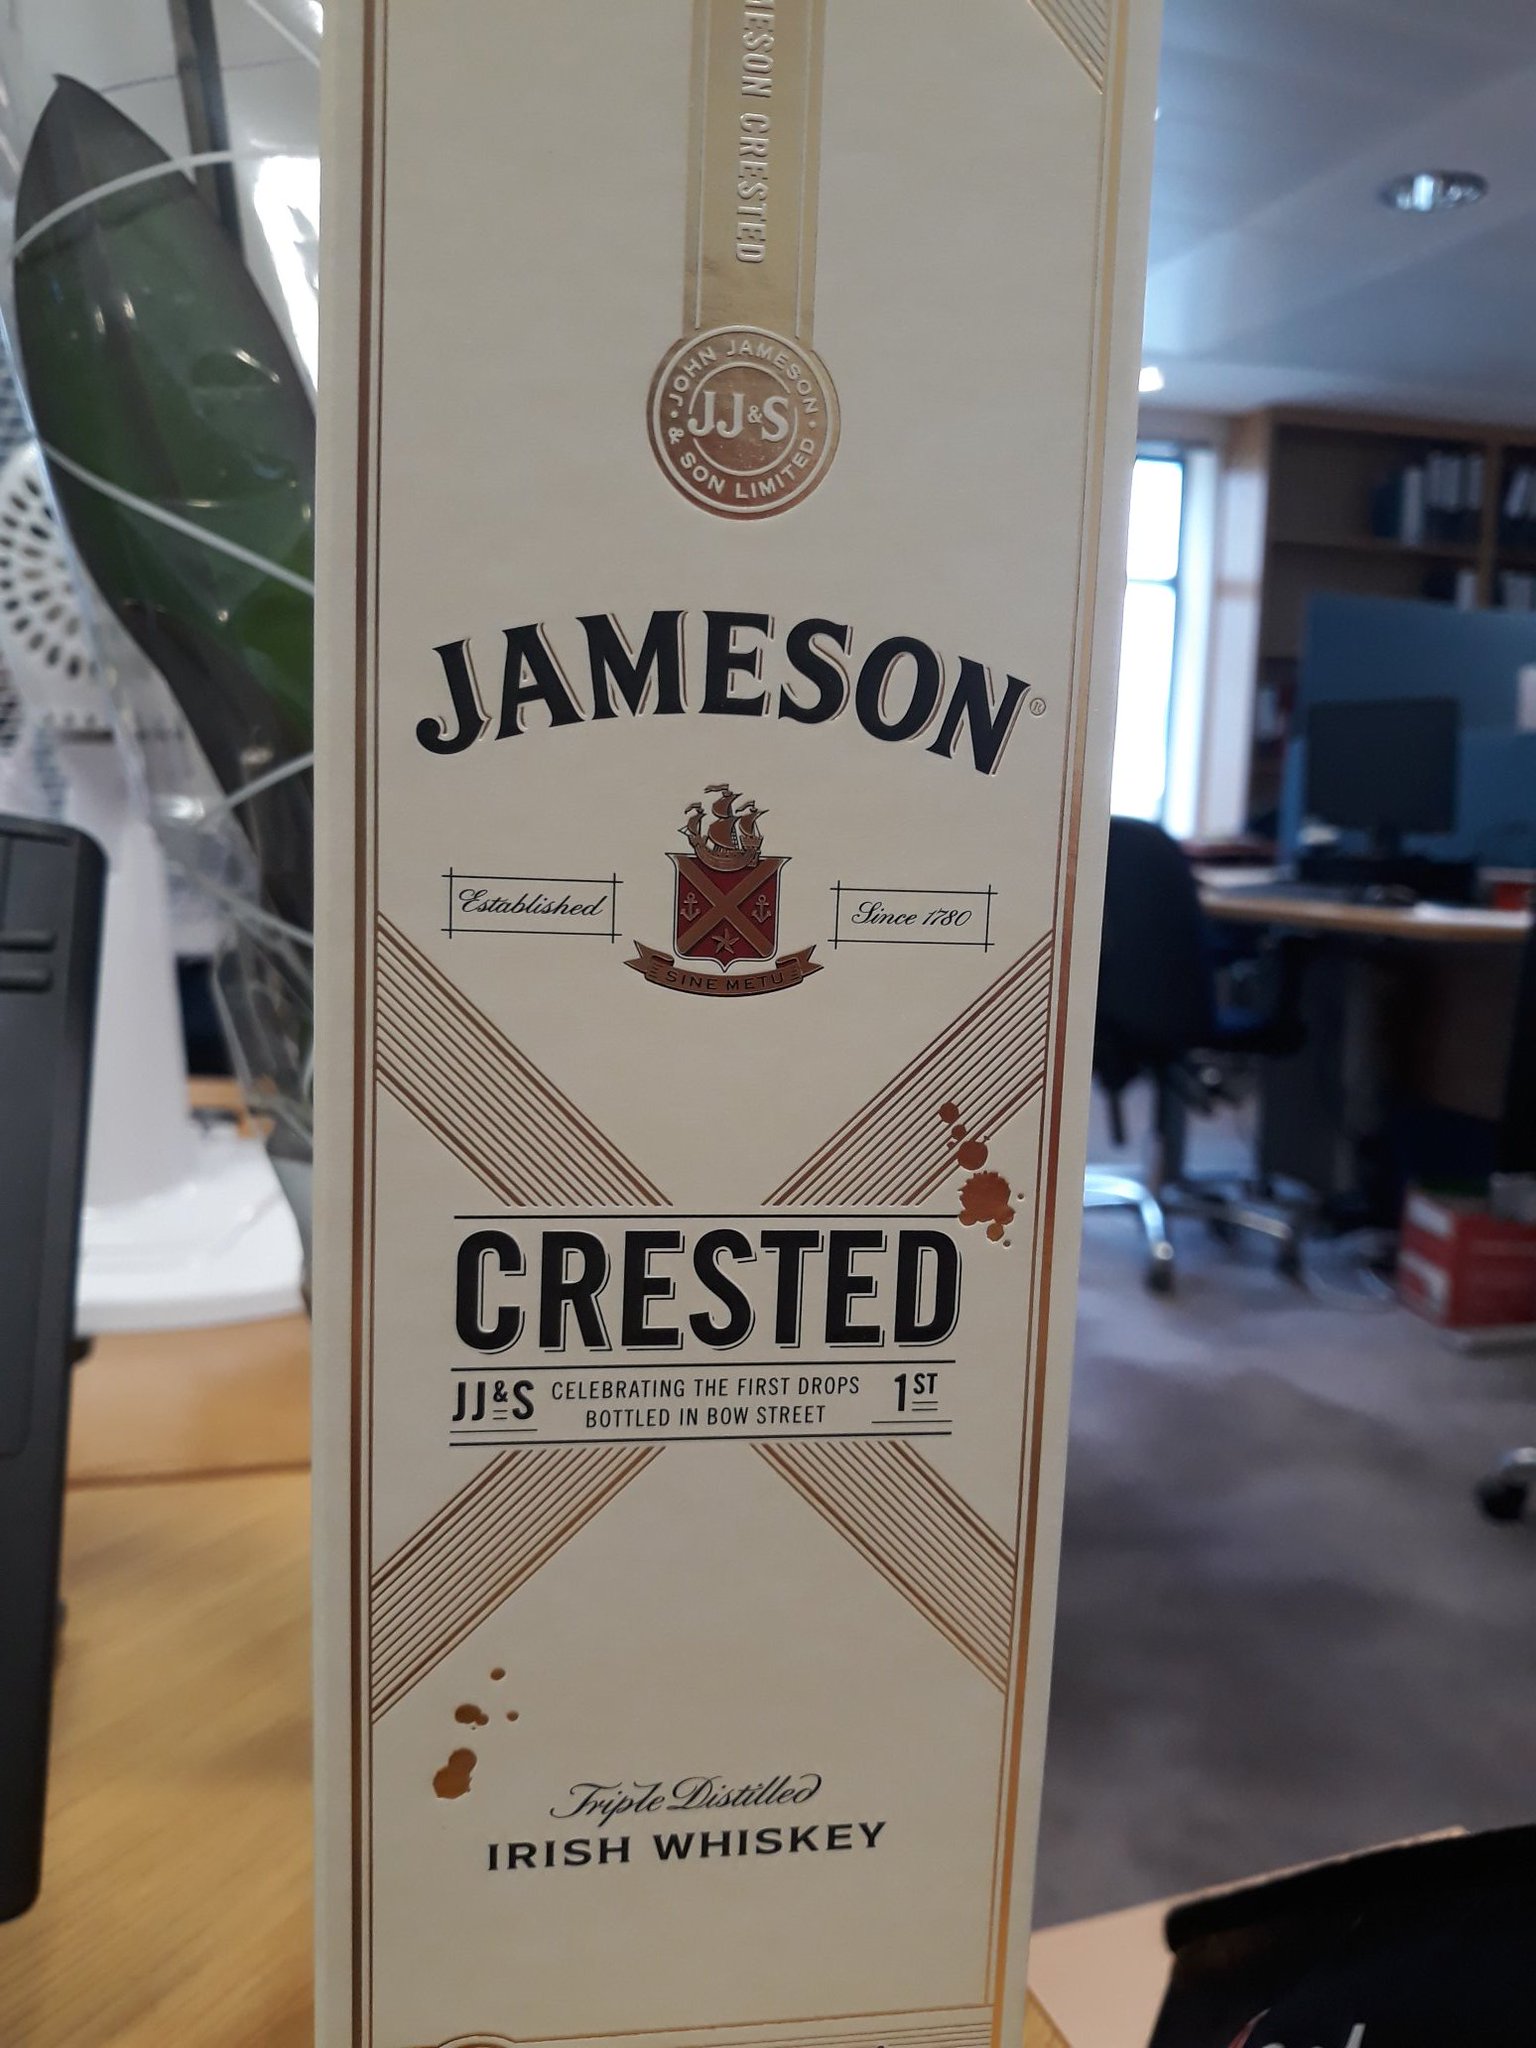 JAMESON CRESTED
JOHN JAMESON
JJ&S
& SON LIMITED
JAMESON®
Established
Since 1780
SINE METU
CRESTED
JJ&S CELEBRATING THE FIRST DROPS 1ST
BOTTLED IN BOW STREET
Triple Distilled
IRISH WHISKEY